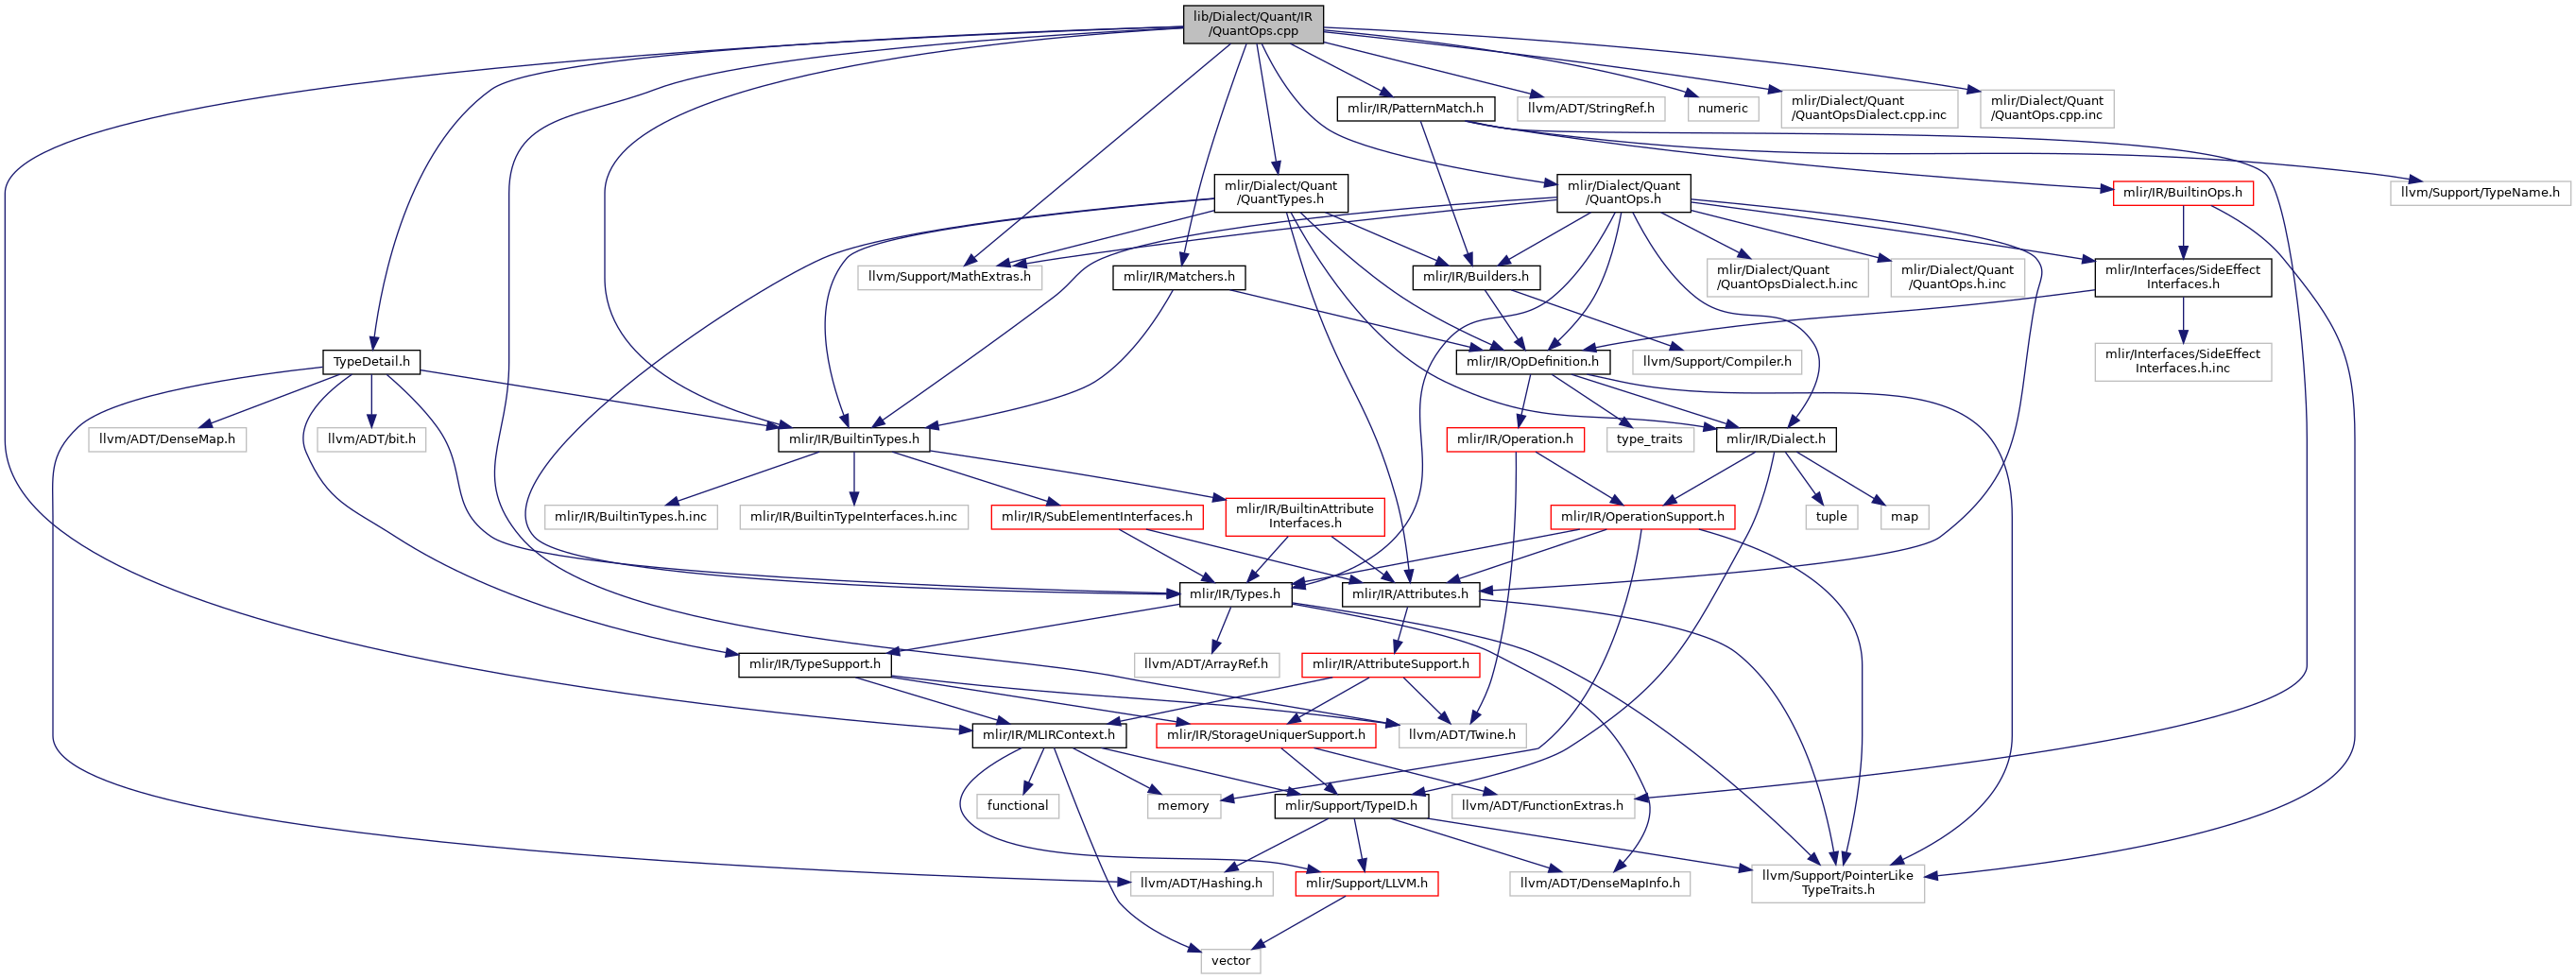 lib/Dialect/Quant/IR
/QuantOps.cpp
mlir/IR/PatternMatch.h
llvm/ADT/StringRef.h
numeric
mlir/Dialect/Quant
/QuantOpsDialect.cpp.inc
mlir/Dialect/Quant
/QuantOps.cpp.inc
mlir/Dialect/Quant
/QuantTypes.h
mlir/Dialect/Quant
/QuantOps.h
mlir/IR/BuiltinOps.h
llvm/Support/TypeName.h
llvm/Support/MathExtras.h
mlir/IR/Matchers.h
mlir/IR/Builders.h
mlir/Dialect/Quant
/QuantOpsDialect.h.inc
mlir/Dialect/Quant
/QuantOps.h.inc
mlir/Interfaces/SideEffect
Interfaces.h
TypeDetail.h
mlir/IR/OpDefinition.h
llvm/Support/Compiler.h
mlir/Interfaces/SideEffect
Interfaces.h.inc
llvm/ADT/DenseMap.h
llvm/ADT/bit.h
mlir/IR/BuiltinTypes.h
mlir/IR/Operation.h
type_traits
mlir/IR/Dialect.h
mlir/IR/BuiltinTypes.h.inc
mlir/IR/BuiltinTypeInterfaces.h.inc
mlir/IR/SubElementInterfaces.h
mlir/IR/BuiltinAttribute
Interfaces.h
mlir/IR/OperationSupport.h
tuple
map
mlir/IR/Types.h
mlir/IR/Attributes.h
mlir/IR/TypeSupport.h
llvm/ADT/ArrayRef.h
mlir/IR/AttributeSupport.h
mlir/IR/MLIRContext.h
mlir/IR/StorageUniquerSupport.h
llvm/ADT/Twine.h
functional
memory
mlir/Support/TypeID.h
llvm/ADT/FunctionExtras.h
llvm/ADT/Hashing.h
mlir/Support/LLVM.h
llvm/ADT/DenseMapInfo.h
llvm/Support/PointerLike
TypeTraits.h
vector